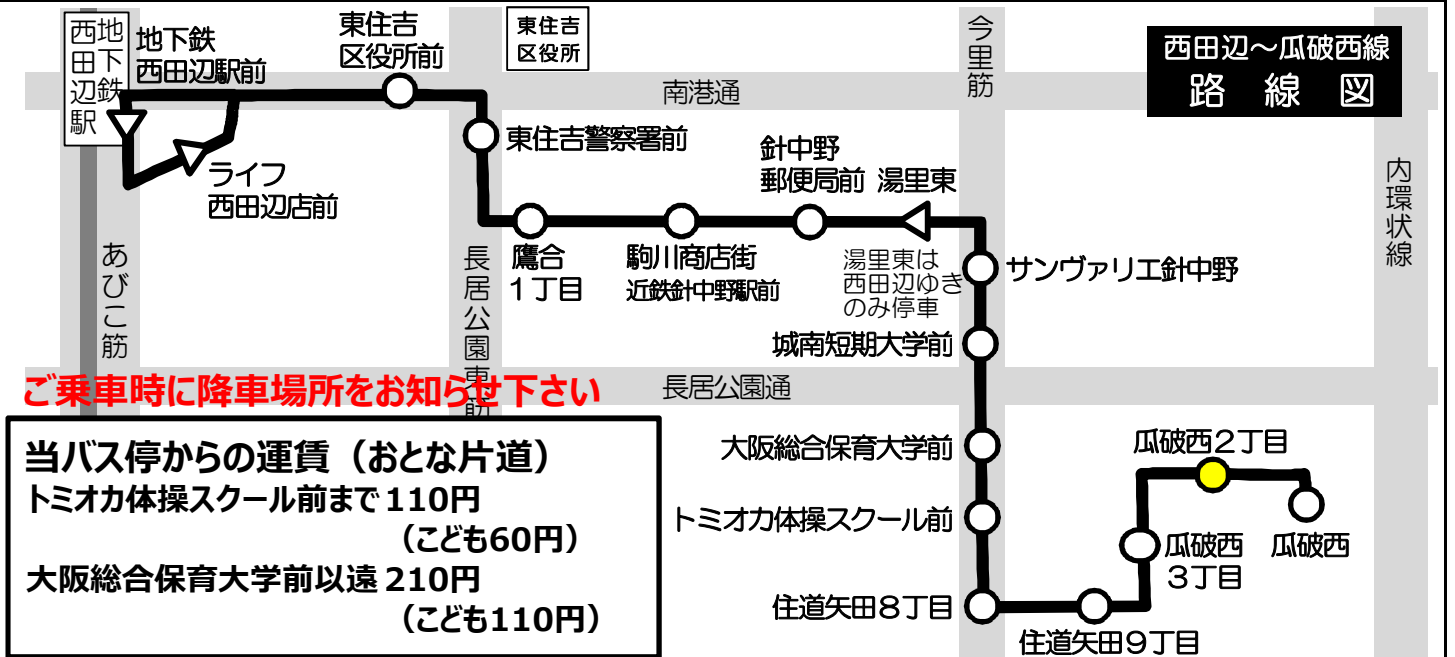 地下鉄
西田辺駅
地下鉄
西田辺駅前
東住吉
区役所前
東住吉
区役所
南港通
今里筋
西田辺～瓜破西線
路線図
内環状線
東住吉警察署前
ライフ
西田辺店前
針中野
郵便局前
湯里東
あびこ筋
長居公園東筋
鷹合
1丁目
駒川商店街
近鉄針中野駅前
湯里東は
西田辺ゆき
のみ停車
サンヴァリエ針中野
城南短期大学前
長居公園通
ご乗車時に降車場所をお知らせ下さい
当バス停からの運賃（おとな片道）
トミオカ体操スクール前まで110円
（こども60円）
大阪総合保育大学前以遠 210円
（こども110円）
大阪総合保育大学前
トミオカ体操スクール前
住道矢田8丁目
住道矢田9丁目
瓜破西2丁目
瓜破西
3丁目
瓜破西